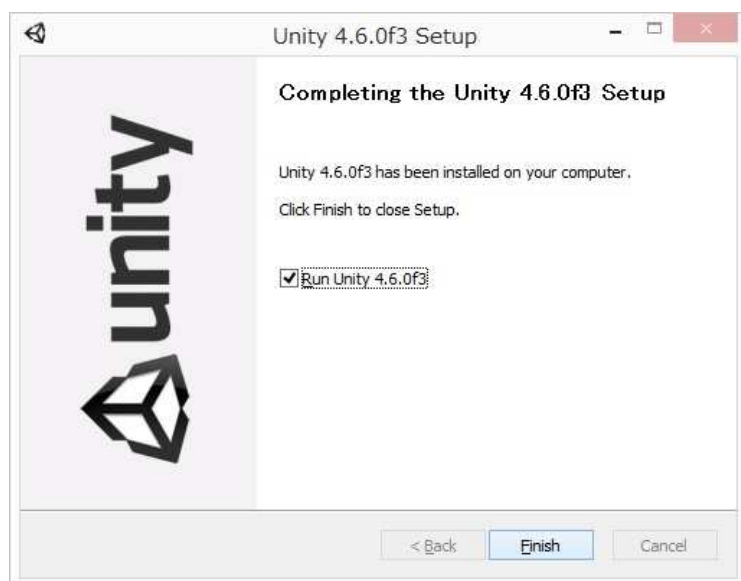 Unity 4.6.0f3 Setup
unity
Completing the Unity 4.6.0f3 Setup
Unity 4.6.0f3 has been installed on your computer.
Click Finish to close Setup.
Run Unity 4.6.0f3
< Back
Finish
Cancel